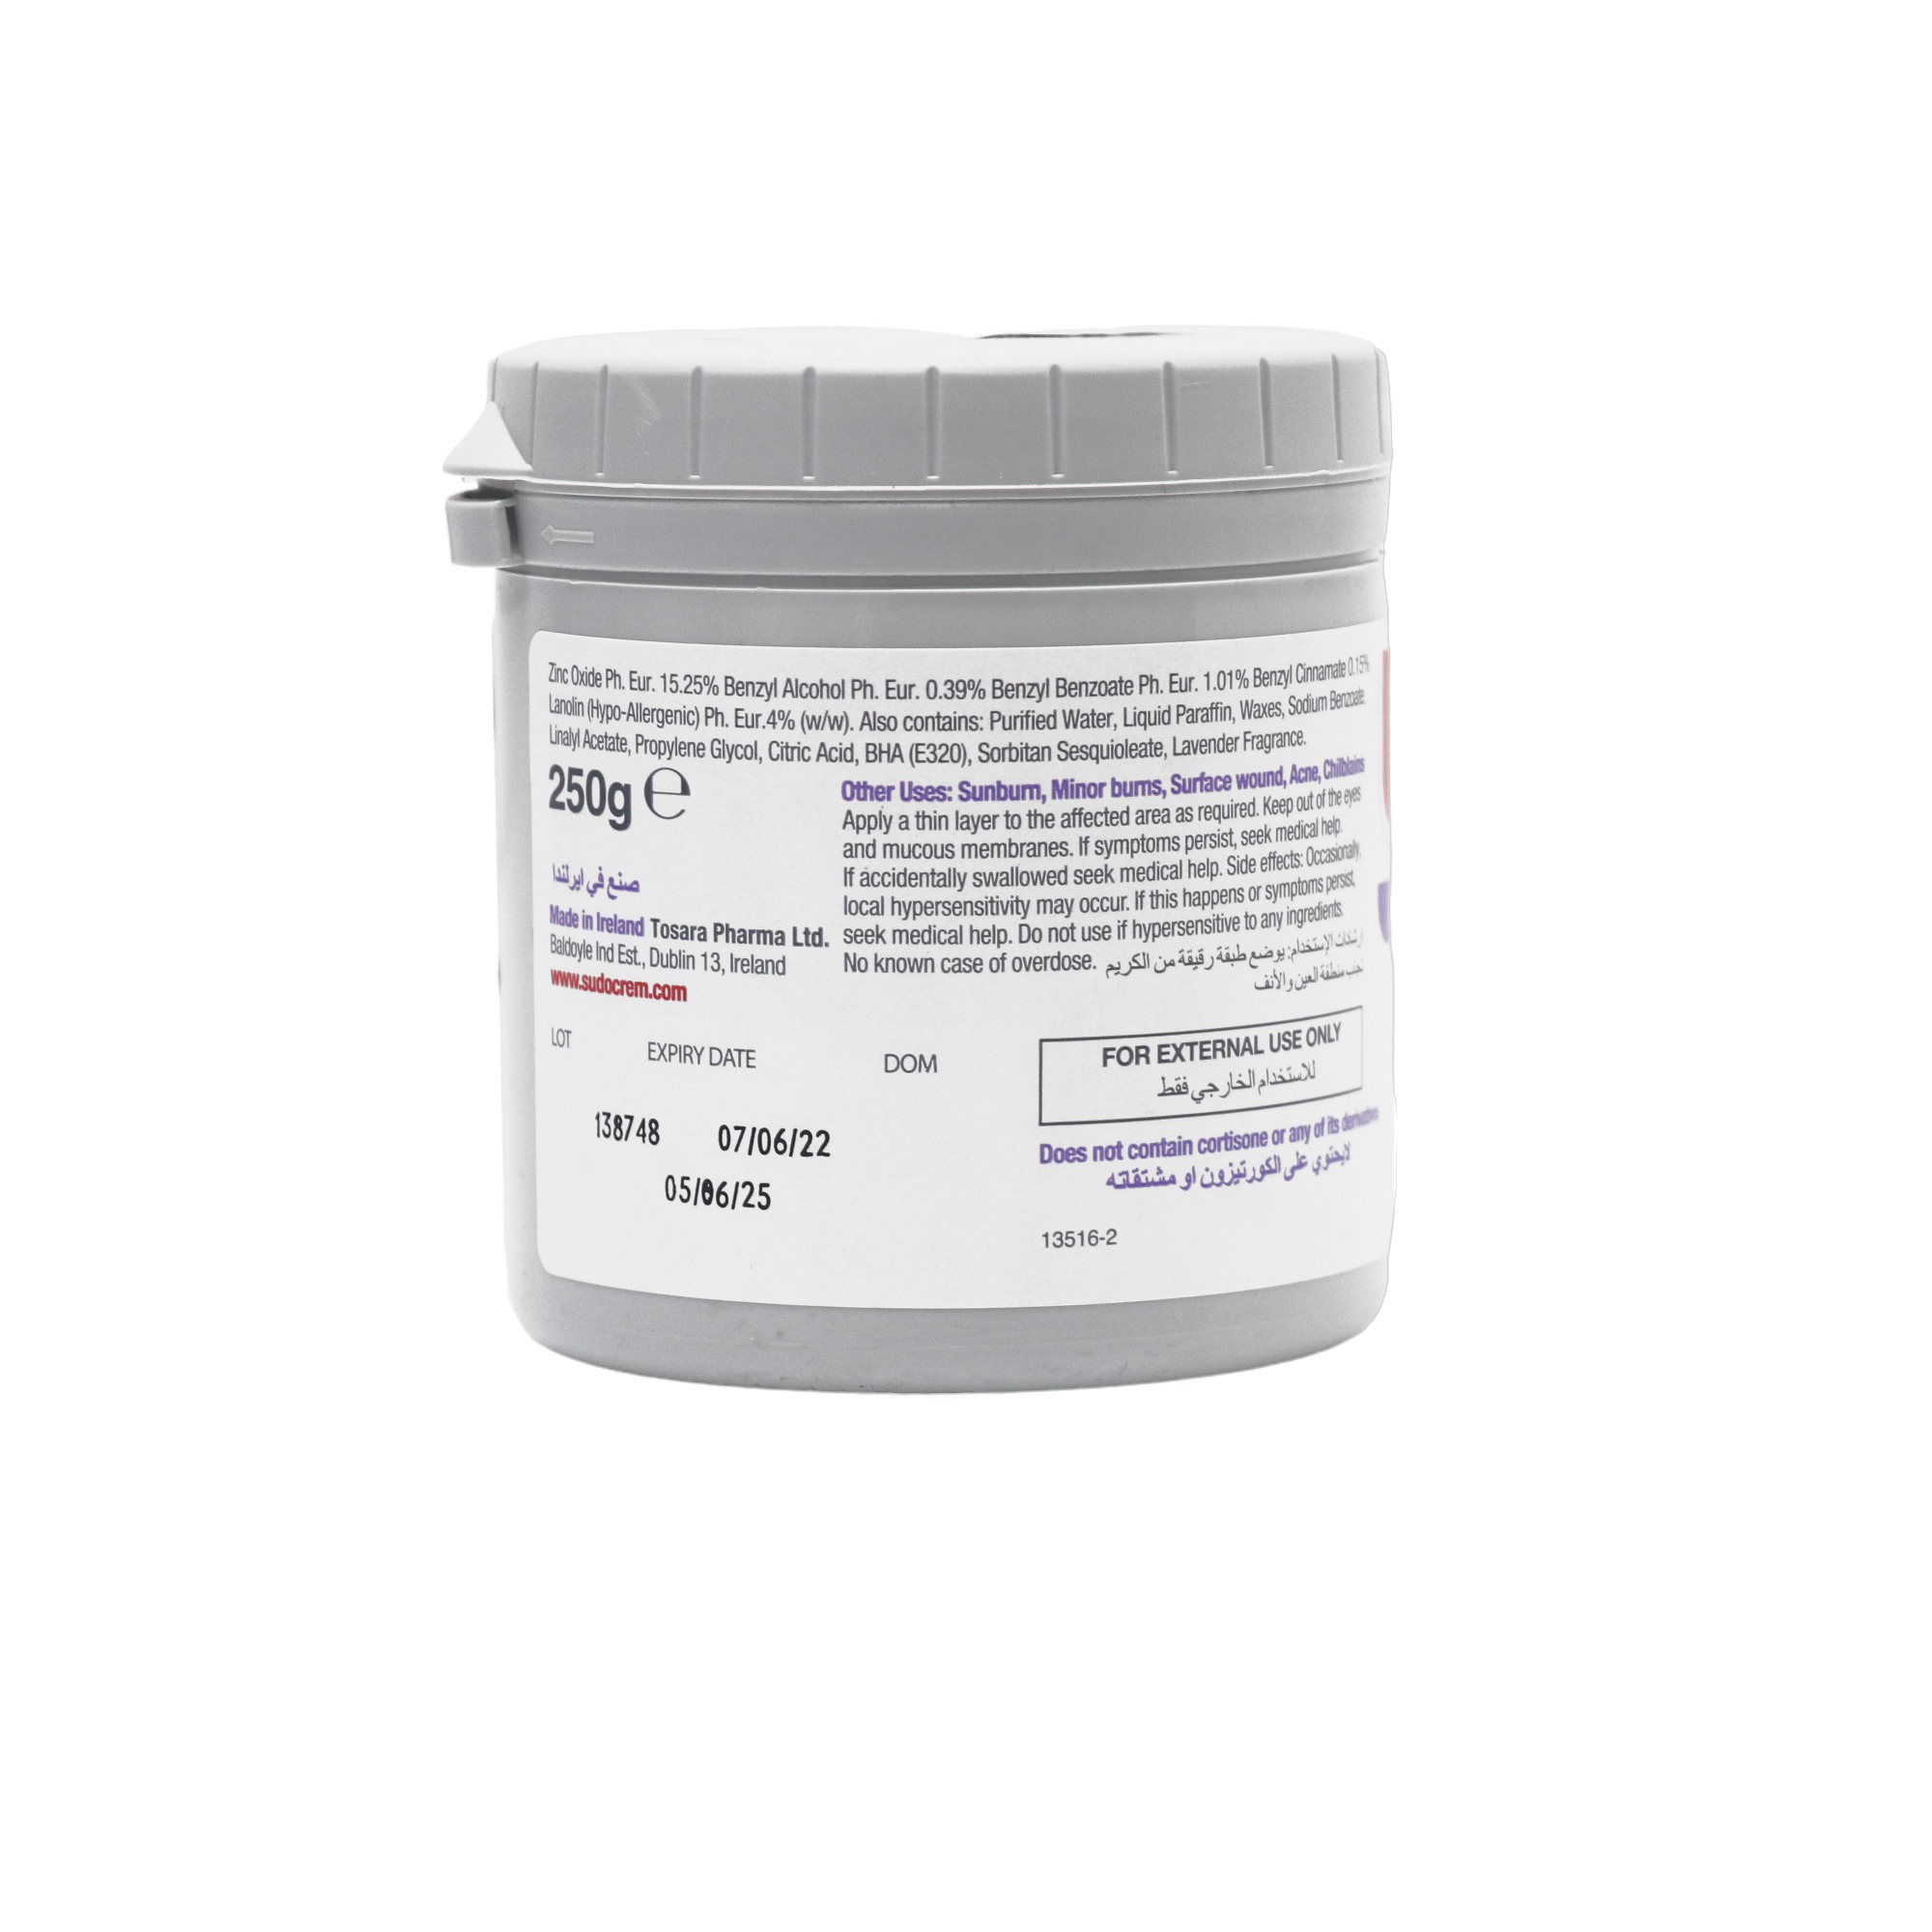 Zinc Oxide Ph. Eur. 15.25% Benzyl Alcohol Ph. Eur. 0.39% Benzyl Benzoate Ph. Eur. 1.01% Benzyl Cinnamate 0.15%
Lanolin (Hypo-Allergenic) Ph. Eur.4% (w/w). Also contains: Purified Water, Liquid Paraffin, Waxes, Sodium Benzoate,
Linalyl Acetate, Propylene Glycol, Citric Acid, BHA (E320), Sorbitan Sesquioleate, Lavender Fragrance.
250g ℮
صنع في ايرلندا
Made in Ireland Tosara Pharma Ltd.
Baldoyle Ind Est., Dublin 13, Ireland
www.sudocrem.com
Other Uses: Sunburn, Minor burns, Surface wound, Acne, Chilblains
Apply a thin layer to the affected area as required. Keep out of the eyes
and mucous membranes. If symptoms persist, seek medical help.
If accidentally swallowed seek medical help. Side effects: Occasionally,
local hypersensitivity may occur. If this happens or symptoms persist,
seek medical help. Do not use if hypersensitive to any ingredients.
No known case of overdose. الإستخدام: يوضع طبقة رقيقة من الكريم
منطقة العين والأنف
LOT EXPIRY DATE DOM
138748 07/06/22
05/06/25
FOR EXTERNAL USE ONLY
للاستخدام الخارجي فقط
Does not contain cortisone or any of its derivatives
لايحتوي على الكورتيزون او مشتقاته
13516-2